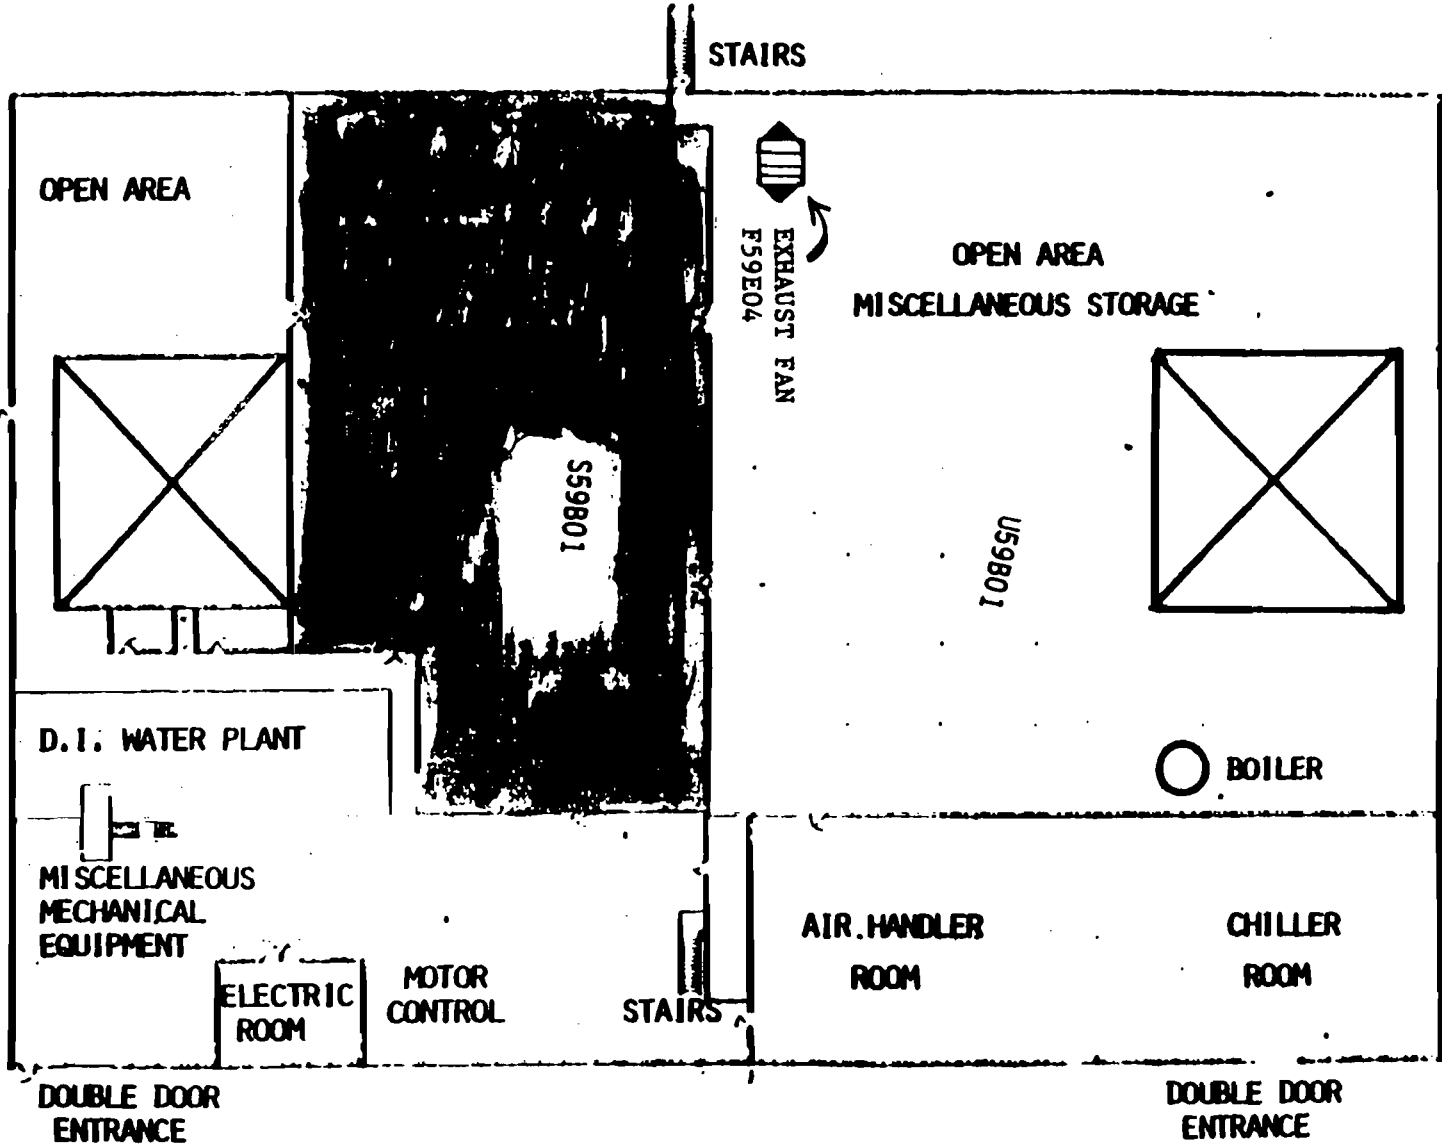 STAIRS
OPEN AREA
EXHAUST FAN
F59E04
OPEN AREA
MISCELLANEOUS STORAGE
S59B01
U59B01
D.I. WATER PLANT
BOILER
MISCELLANEOUS
MECHANICAL
EQUIPMENT
ELECTRIC
ROOM
MOTOR
CONTROL
STAIRS
AIR HANDLER
ROOM
CHILLER
ROOM
DOUBLE DOOR
ENTRANCE
DOUBLE DOOR
ENTRANCE